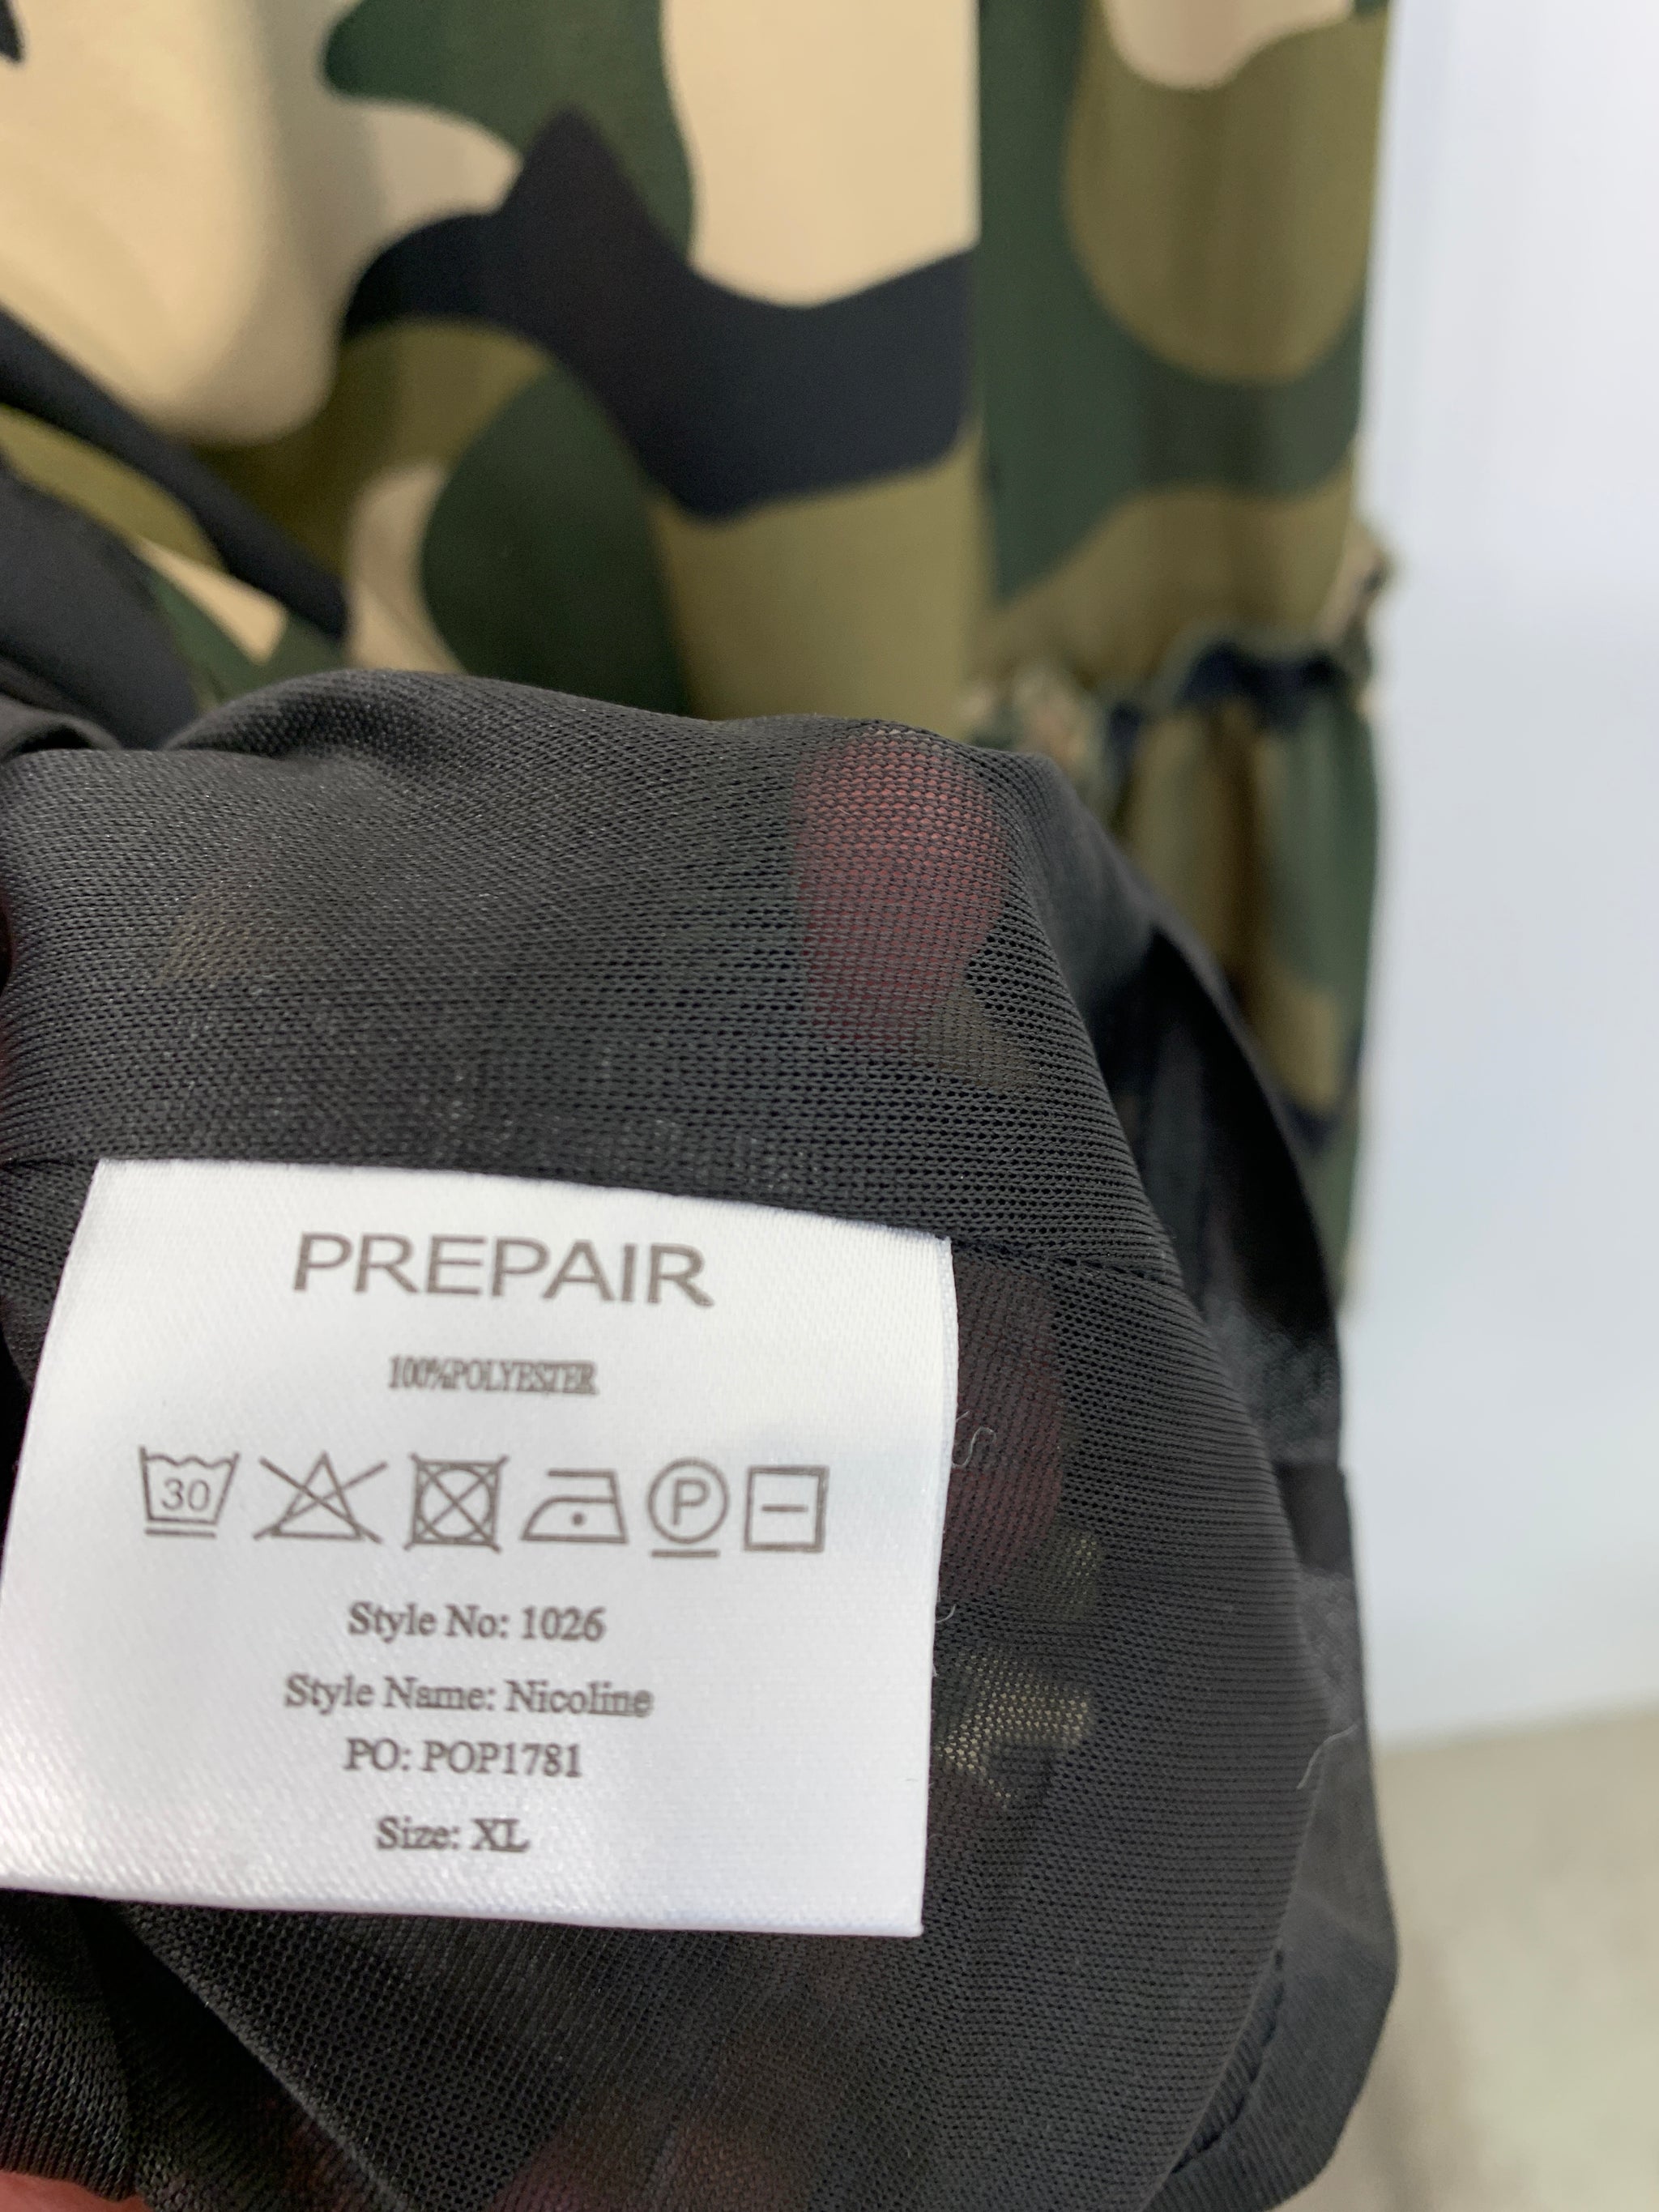 PREPAIR
100%POLYESTER
30
P
Style No: 1026
Style Name: Nicoline
PO: POP1781
Size: XL